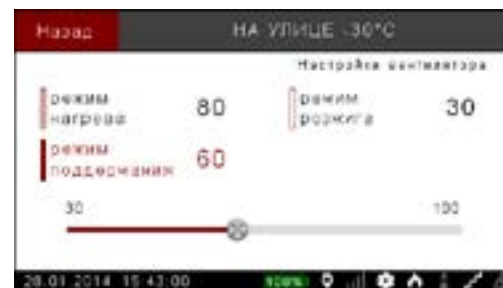 Назад НА УЛИЦЕ -30°С
Настройка вентилятора
режим нагрева 80 режим розжига 30
режим поддержания 60
30 100
28.01.2014 15:43:00 100%